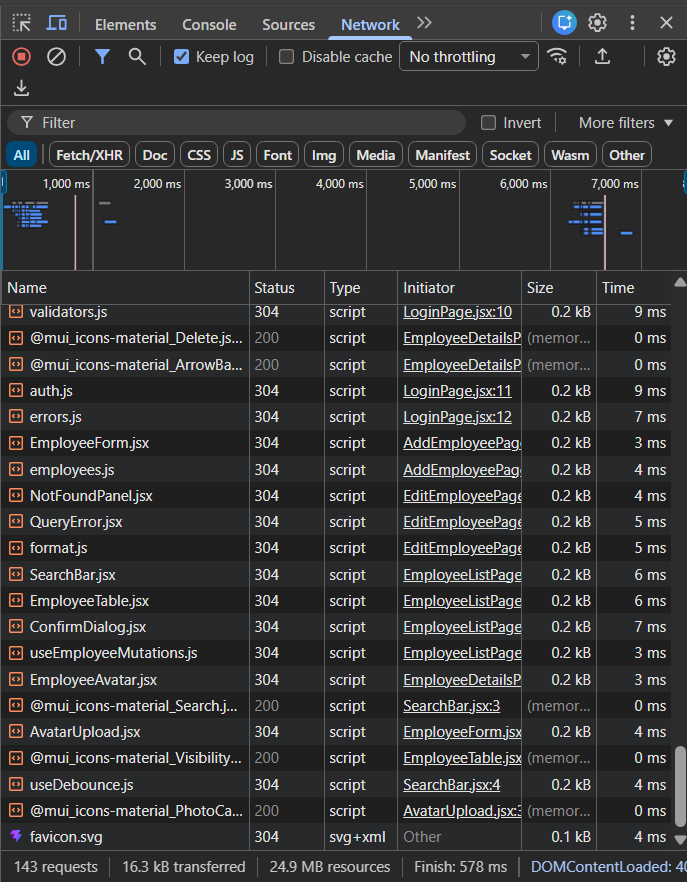 Elements Console Sources Network
Keep log Disable cache No throttling
Filter Invert More filters
All Fetch/XHR Doc CSS JS Font Img Media Manifest Socket Wasm Other
1,000 ms 2,000 ms 3,000 ms 4,000 ms 5,000 ms 6,000 ms 7,000 ms
Name Status Type Initiator Size Time
validators.js 304 script LoginPage.jsx:10 0.2 kB 9 ms
@mui_icons-material_Delete.js... 200 script EmployeeDetailsP (memor... 0 ms
@mui_icons-material_ArrowBa... 200 script EmployeeDetailsP (memor... 0 ms
auth.js 304 script LoginPage.jsx:11 0.2 kB 9 ms
errors.js 304 script LoginPage.jsx:12 0.2 kB 7 ms
EmployeeForm.jsx 304 script AddEmployeePag 0.2 kB 3 ms
employees.js 304 script AddEmployeePag 0.2 kB 4 ms
NotFoundPanel.jsx 304 script EditEmployeePage 0.2 kB 4 ms
QueryError.jsx 304 script EditEmployeePage 0.2 kB 5 ms
format.js 304 script EditEmployeePage 0.2 kB 5 ms
SearchBar.jsx 304 script EmployeeListPage 0.2 kB 6 ms
EmployeeTable.jsx 304 script EmployeeListPage 0.2 kB 6 ms
ConfirmDialog.jsx 304 script EmployeeListPage 0.2 kB 7 ms
useEmployeeMutations.js 304 script EmployeeListPage 0.2 kB 3 ms
EmployeeAvatar.jsx 304 script EmployeeDetailsP 0.2 kB 3 ms
@mui_icons-material_Search.j... 200 script SearchBar.jsx:3 (memor... 0 ms
AvatarUpload.jsx 304 script EmployeeForm.jsx 0.2 kB 4 ms
@mui_icons-material_Visibility... 200 script EmployeeTable.jsx (memor... 0 ms
useDebounce.js 304 script SearchBar.jsx:4 0.2 kB 4 ms
@mui_icons-material_PhotoCa... 200 script AvatarUpload.jsx:3 (memor... 0 ms
favicon.svg 304 svg+xml Other 0.1 kB 4 ms
143 requests 16.3 kB transferred 24.9 MB resources Finish: 578 ms DOMContentLoaded: 40